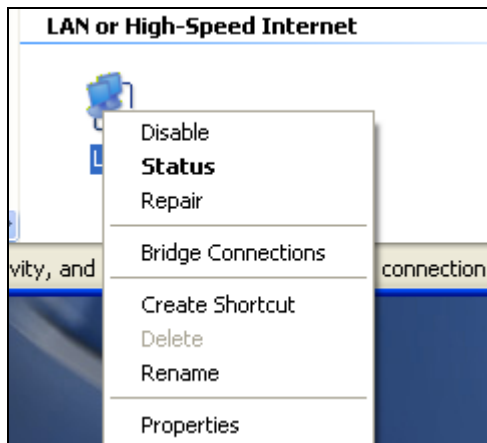 LAN or High-Speed Internet
L
Disable
Status
Repair
Bridge Connections
vity, and
connection
Create Shortcut
Delete
Rename
Properties